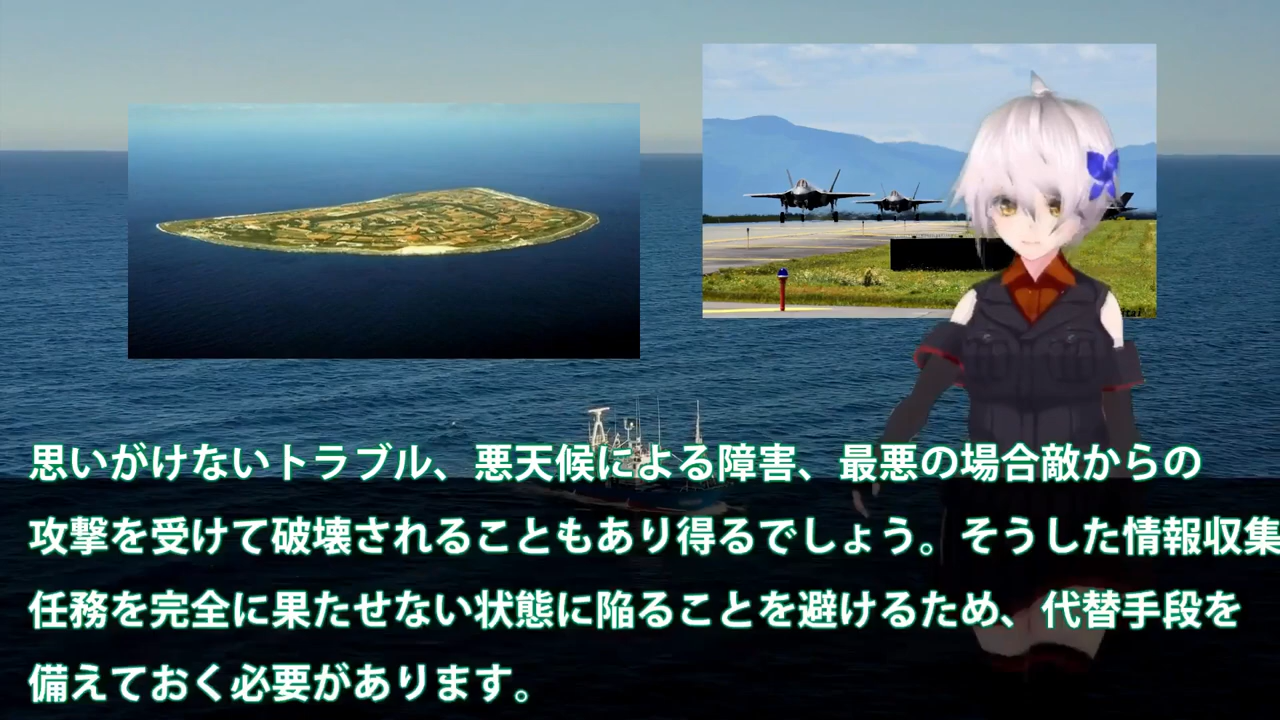 思いがけないトラブル、悪天候による障害、最悪の場合敵からの
攻撃を受けて破壊されることもあり得るでしょう。そうした情報収集
任務を完全に果たせない状態に陥ることを避けるため、代替手段を
備えておく必要があります。